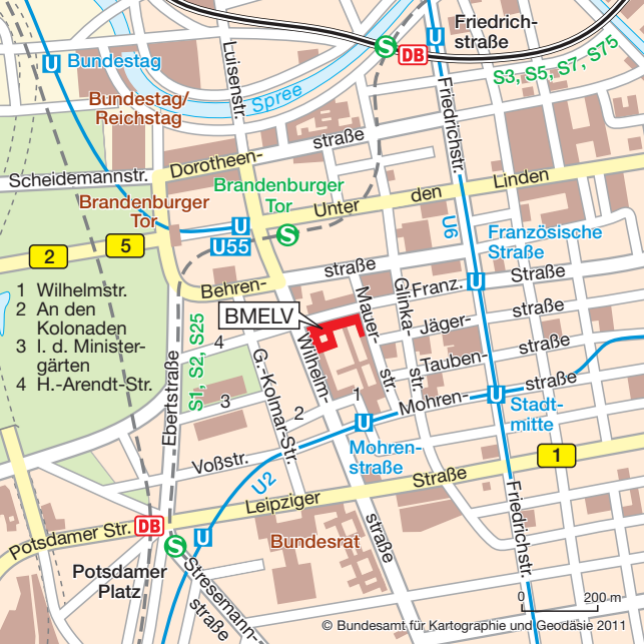 Friedrich-
straße
U
S
DB
S3, S5, S7, S75
U
Bundestag
Luisenstr.
Spree
Bundestag/
Reichstag
Friedrichstr.
straße
Dorotheen-
Scheidemannstr.
Brandenburger
Tor
Brandenburger
Tor
Unter
den
Linden
U
U55
S
U6
Französische
Straße
2
5
straße
Behren-
Franz.
Straße
U
1 Wilhelmstr.
2 An den
Kolonaden
3 I. d. Minister-
gärten
4 H.-Arendt-Str.
BMELV
Mauer-
str.
Glinka-
str.
Jäger-
straße
Tauben-
straße
Mohren-
straße
S1, S2, S25
Ebertstraße
4
3
G.-Kolmar-Str.
Wilhelm-
straße
2
1
U
Mohren-
straße
U
Stadt-
mitte
Voßstr.
U2
1
Leipziger
Straße
Potsdamer Str.
DB
U
S
Potsdamer
Platz
Stresemann-
straße
Bundesrat
Friedrichstr.
0
200 m
© Bundesamt für Kartographie und Geodäsie 2011